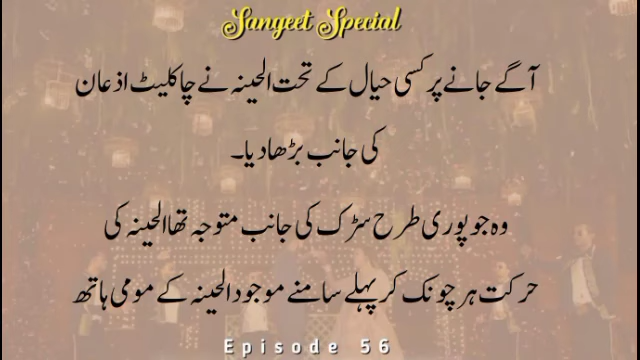 Sangeet Special
آگے جانے پر کسی حیال کے تحت الحینہ نے چاکلیٹ اذعان
کی جانب بڑھا دیا۔
وہ جو پوری طرح سڑک کی جانب متوجہ تھا الحینہ کی
حرکت ہر چونک کر پہلے سامنے موجود الحینہ کے مومی ہاتھ
Episode 56